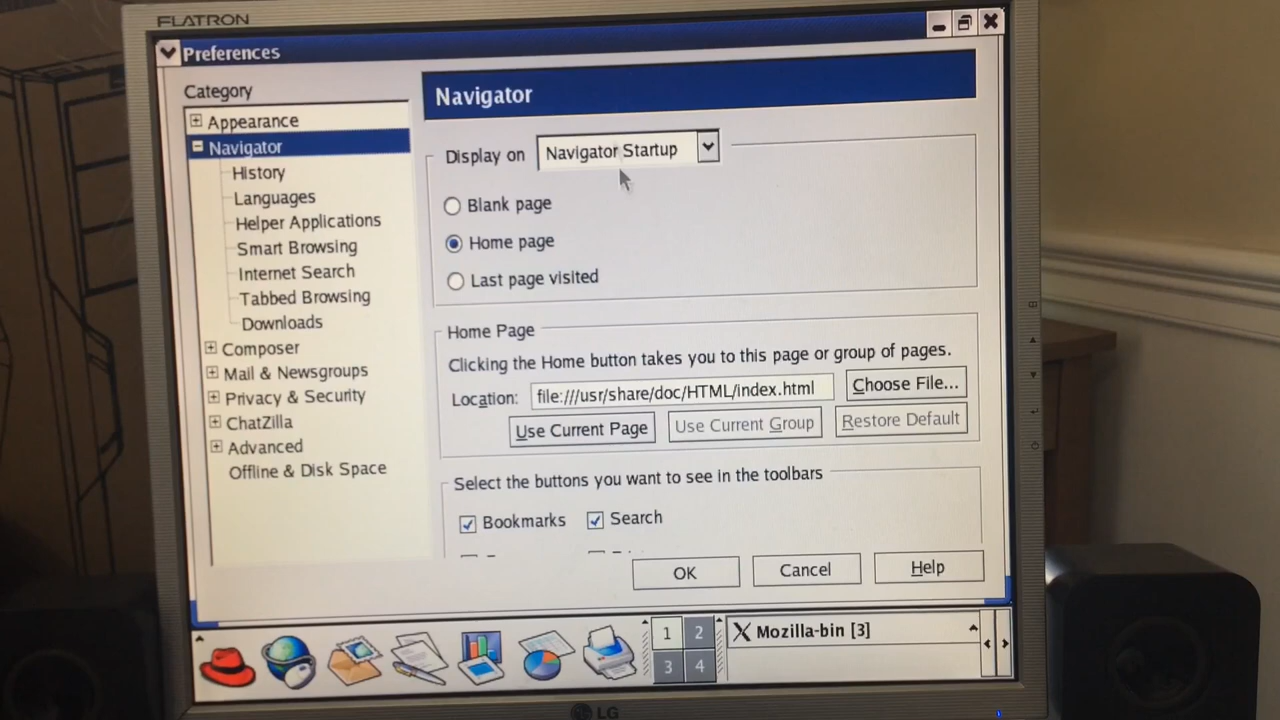 FLATRON
Preferences
Category
Appearance
Navigator
History
Languages
Helper Applications
Smart Browsing
Internet Search
Tabbed Browsing
Downloads
Composer
Mail & Newsgroups
Privacy & Security
ChatZilla
Advanced
Offline & Disk Space
Navigator
Display on Navigator Startup
Blank page
Home page
Last page visited
Home Page
Clicking the Home button takes you to this page or group of pages.
Location: file:///usr/share/doc/HTML/index.html Choose File...
Use Current Page Use Current Group Restore Default
Select the buttons you want to see in the toolbars
Bookmarks Search
OK Cancel Help
1 2
3 4
Mozilla-bin [3]
LG